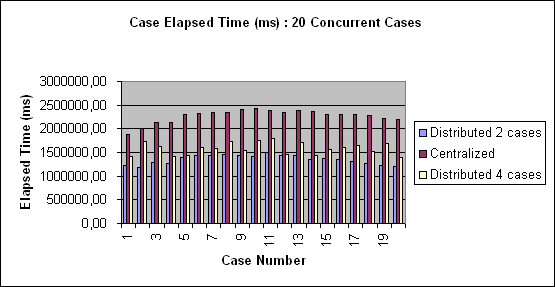 Case Elapsed Time (ms) : 20 Concurrent Cases
Elapsed Time (ms)
3000000,00
2500000,00
2000000,00
1500000,00
1000000,00
500000,00
0,00
1
3
5
7
9
11
13
15
17
19
Case Number
Distributed 2 cases
Centralized
Distributed 4 cases